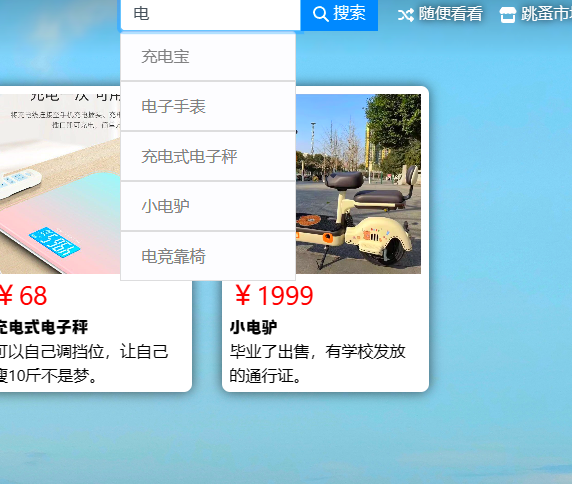 电
搜索
随便看看
跳蚤市
充电宝
电子手表
充电式电子秤
小电驴
电竞靠椅
￥68
￥1999
充电式电子秤
小电驴
可以自己调挡位，让自己
瘦10斤不是梦。
毕业了出售，有学校发放
的通行证。